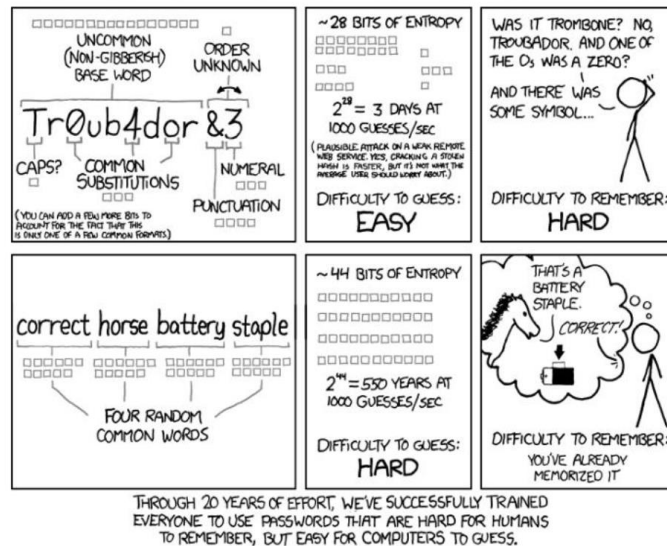 UNCOMMON
(NON-GIBBERISH)
BASE WORD
ORDER
UNKNOWN
Tr0ub4dor &3
CAPS?
COMMON
SUBSTITUTIONS
NUMERAL
PUNCTUATION
(YOU CAN ADD A FEW MORE BITS TO
ACCOUNT FOR THE FACT THAT THIS
IS ONLY ONE OF A FEW COMMON FORMATS.)
~28 BITS OF ENTROPY
2²⁸ = 3 DAYS AT
1000 GUESSES/SEC
(PLAUSIBLE ATTACK ON A WEAK REMOTE
WEB SERVICE. YES, CRACKING A STOLEN
HASH IS FASTER, BUT IT'S NOT WHAT THE
AVERAGE USER SHOULD WORRY ABOUT.)
DIFFICULTY TO GUESS:
EASY
WAS IT TROMBONE? NO,
TROUBADOR. AND ONE OF
THE Os WAS A ZERO?
AND THERE WAS
SOME SYMBOL...
DIFFICULTY TO REMEMBER:
HARD
correct horse battery staple
FOUR RANDOM
COMMON WORDS
~44 BITS OF ENTROPY
2⁴⁴ = 550 YEARS AT
1000 GUESSES/SEC
DIFFICULTY TO GUESS:
HARD
THAT'S A
BATTERY
STAPLE.
CORRECT!
DIFFICULTY TO REMEMBER:
YOU'VE ALREADY
MEMORIZED IT
THROUGH 20 YEARS OF EFFORT, WE'VE SUCCESSFULLY TRAINED
EVERYONE TO USE PASSWORDS THAT ARE HARD FOR HUMANS
TO REMEMBER, BUT EASY FOR COMPUTERS TO GUESS.